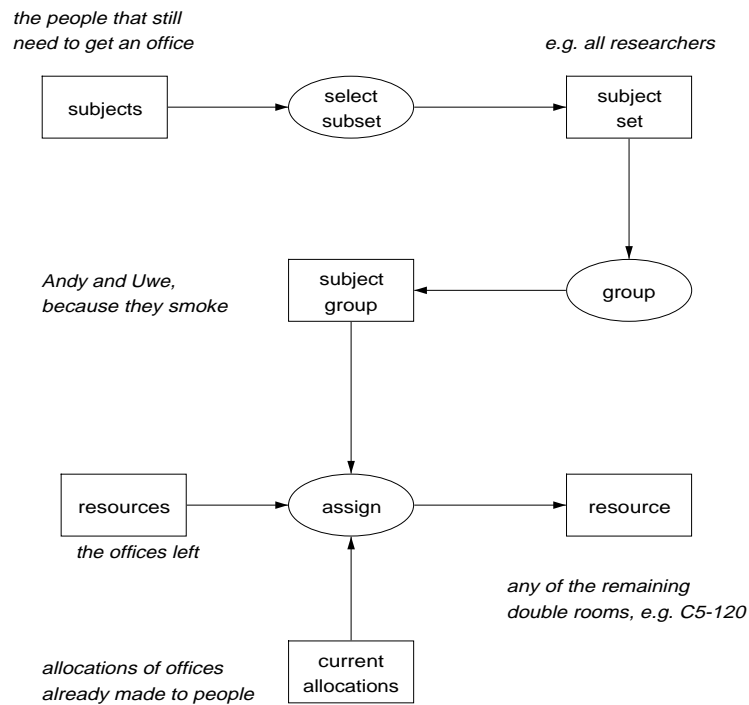 the people that still
need to get an office
e.g. all researchers
subjects
select
subset
subject
set
Andy and Uwe,
because they smoke
subject
group
group
resources
assign
resource
the offices left
any of the remaining
double rooms, e.g. C5-120
allocations of offices
already made to people
current
allocations